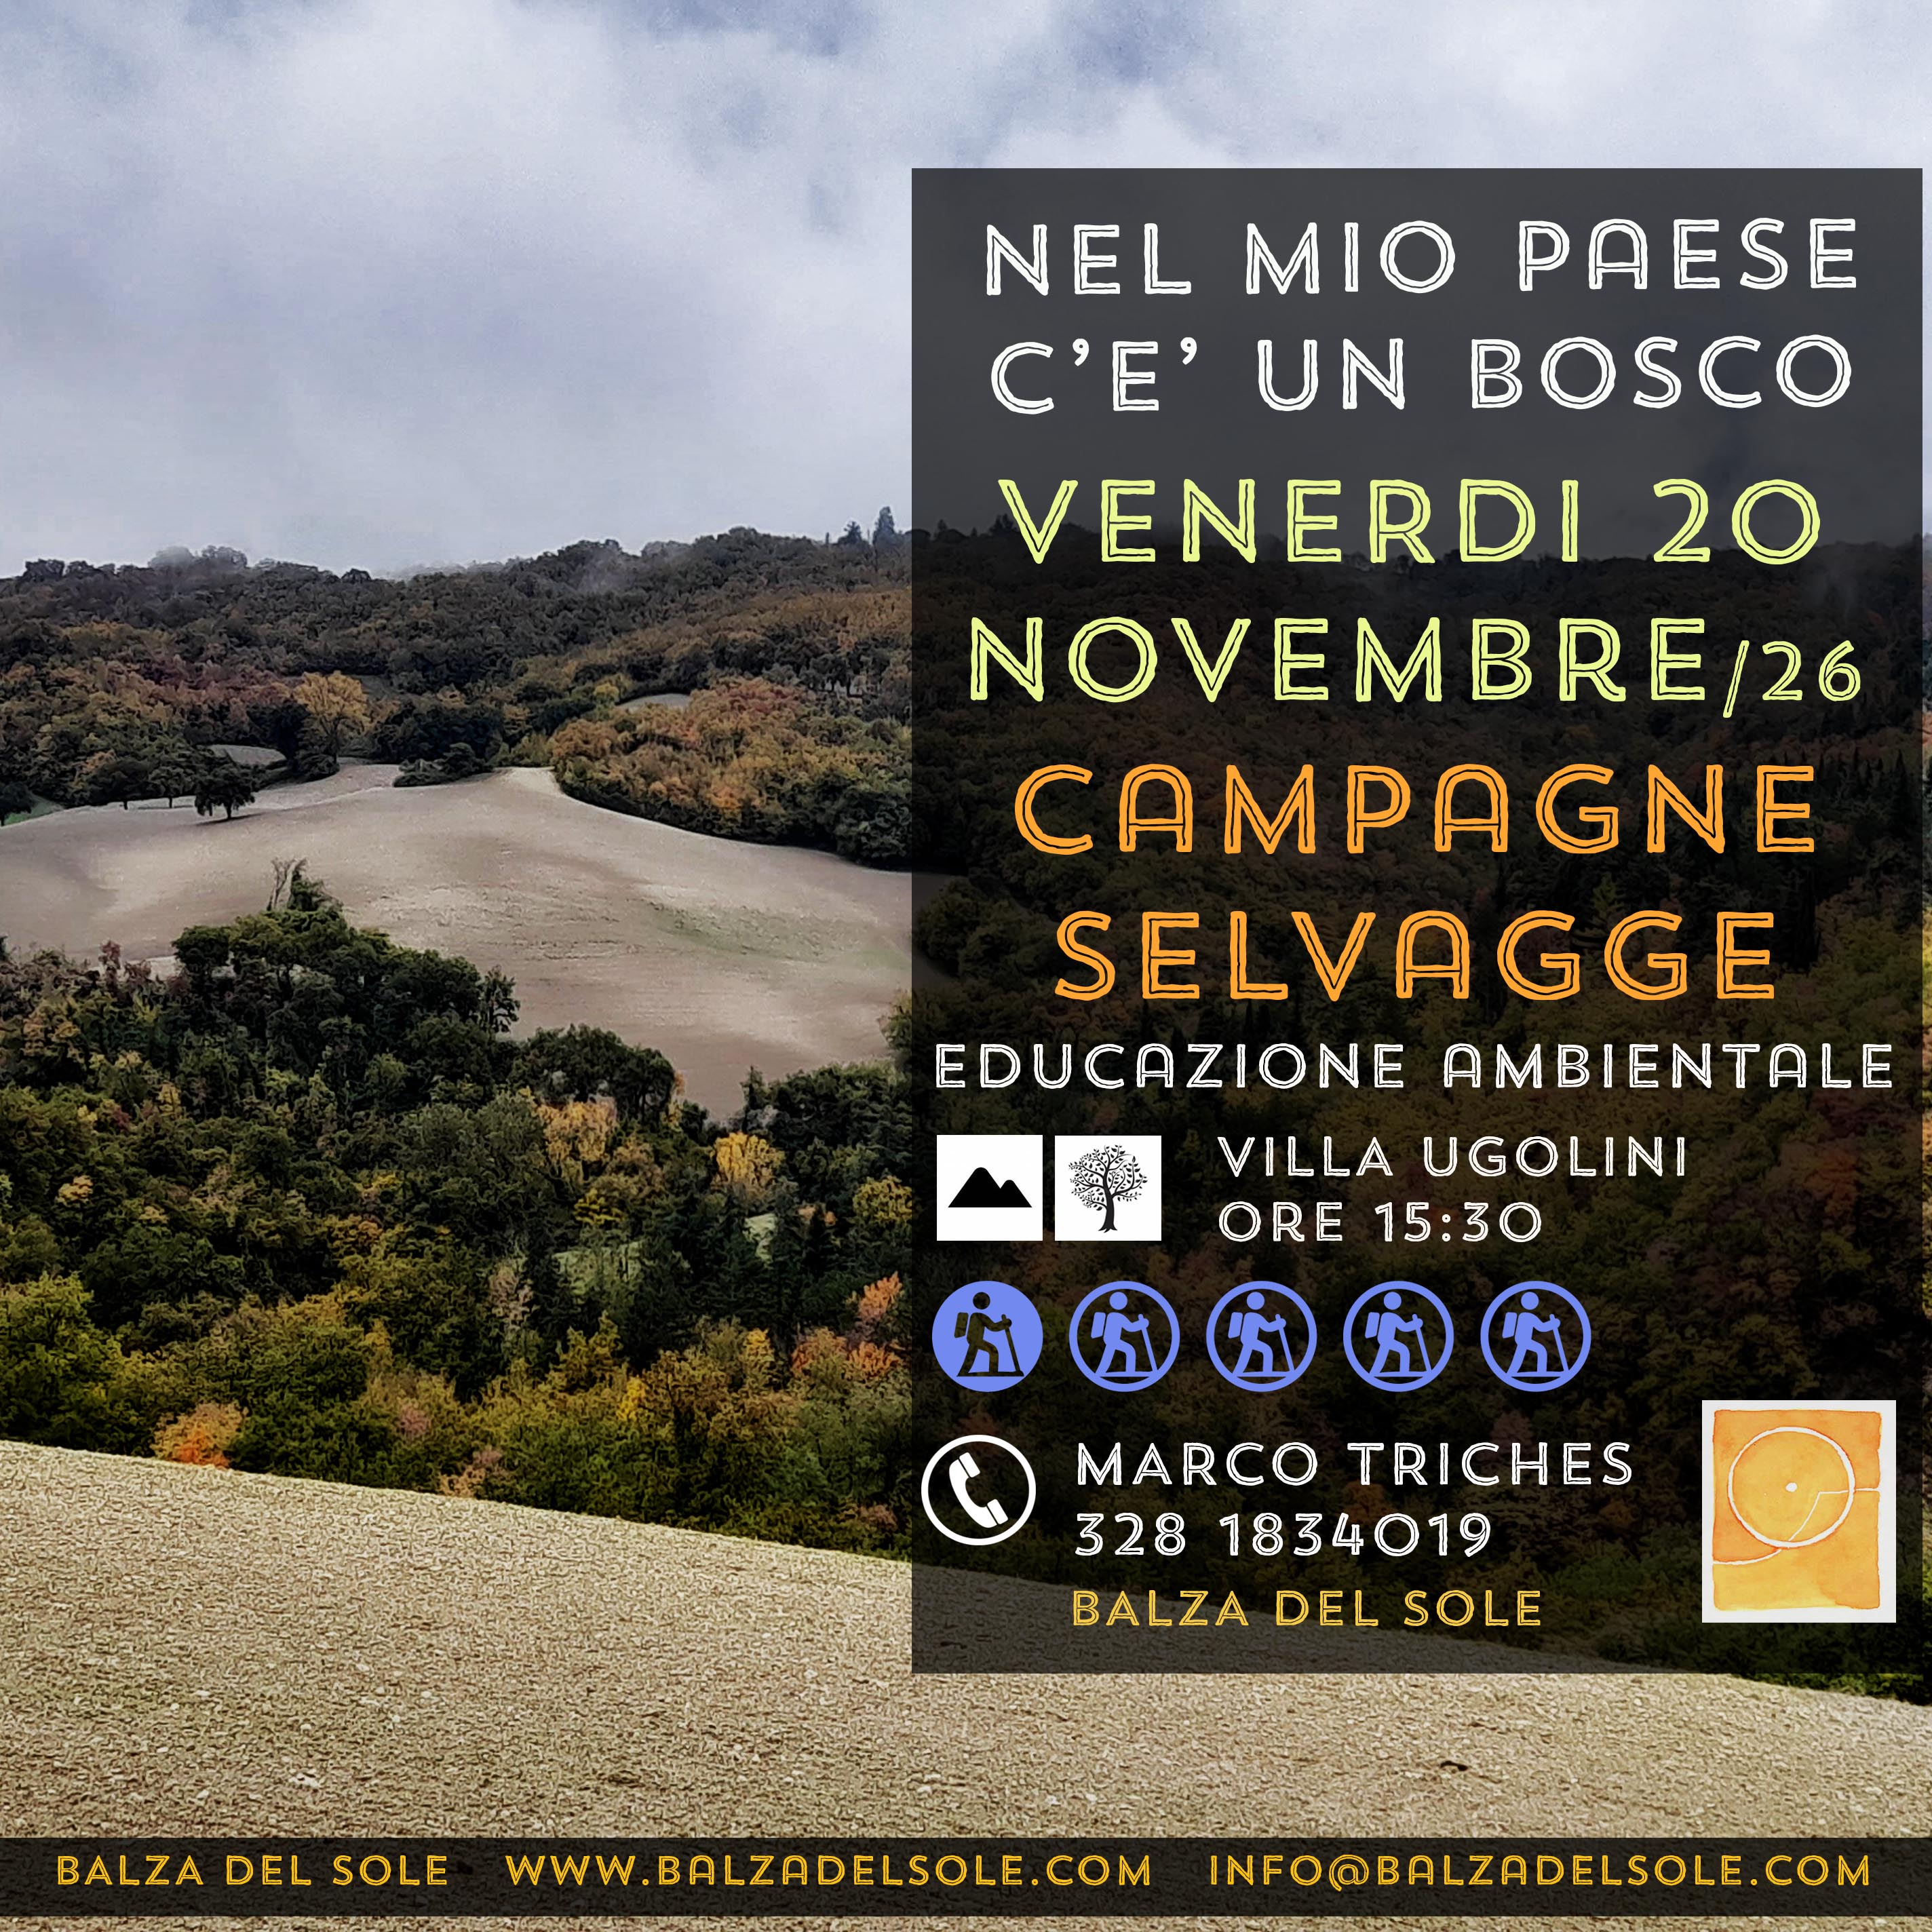 NEL MIO PAESE
C'E' UN BOSCO
VENERDI 20
NOVEMBRE/26
CAMPAGNE
SELVAGGE
EDUCAZIONE AMBIENTALE
VILLA UGOLINI
ORE 15:30
MARCO TRICHES
328 1834019
BALZA DEL SOLE
BALZA DEL SOLE WWW.BALZADELSOLE.COM INFO@BALZADELSOLE.COM